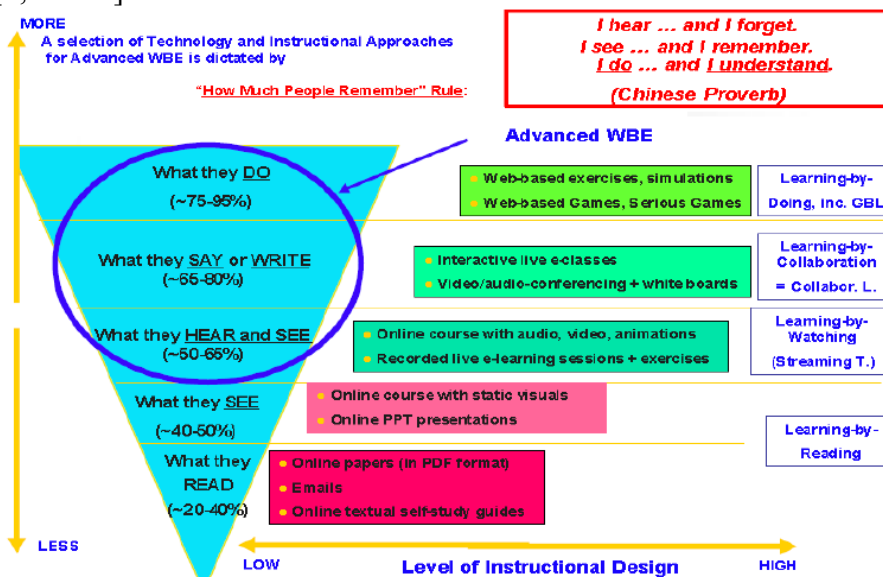 MORE
A selection of Technology and Instructional Approaches
for Advanced WBE is dictated by
"How Much People Remember" Rule:
I hear ... and I forget.
I see ... and I remember.
I do ... and I understand.
(Chinese Proverb)
Advanced WBE
What they DO
(~75-95%)
Web-based exercises, simulations
Web-based Games, Serious Games
Learning-by-
Doing, inc. GBL
What they SAY or WRITE
(~65-80%)
Interactive live e-classes
Video/audio-conferencing + white boards
Learning-by-
Collaboration
= Collabor. L.
What they HEAR and SEE
(~50-65%)
Online course with audio, video, animations
Recorded live e-learning sessions + exercises
Learning-by-
Watching
(Streaming T.)
What they SEE
(~40-50%)
Online course with static visuals
Online PPT presentations
What they
READ
(~20-40%)
Online papers (in PDF format)
Emails
Online textual self-study guides
Learning-by-
Reading
LESS
LOW
Level of Instructional Design
HIGH